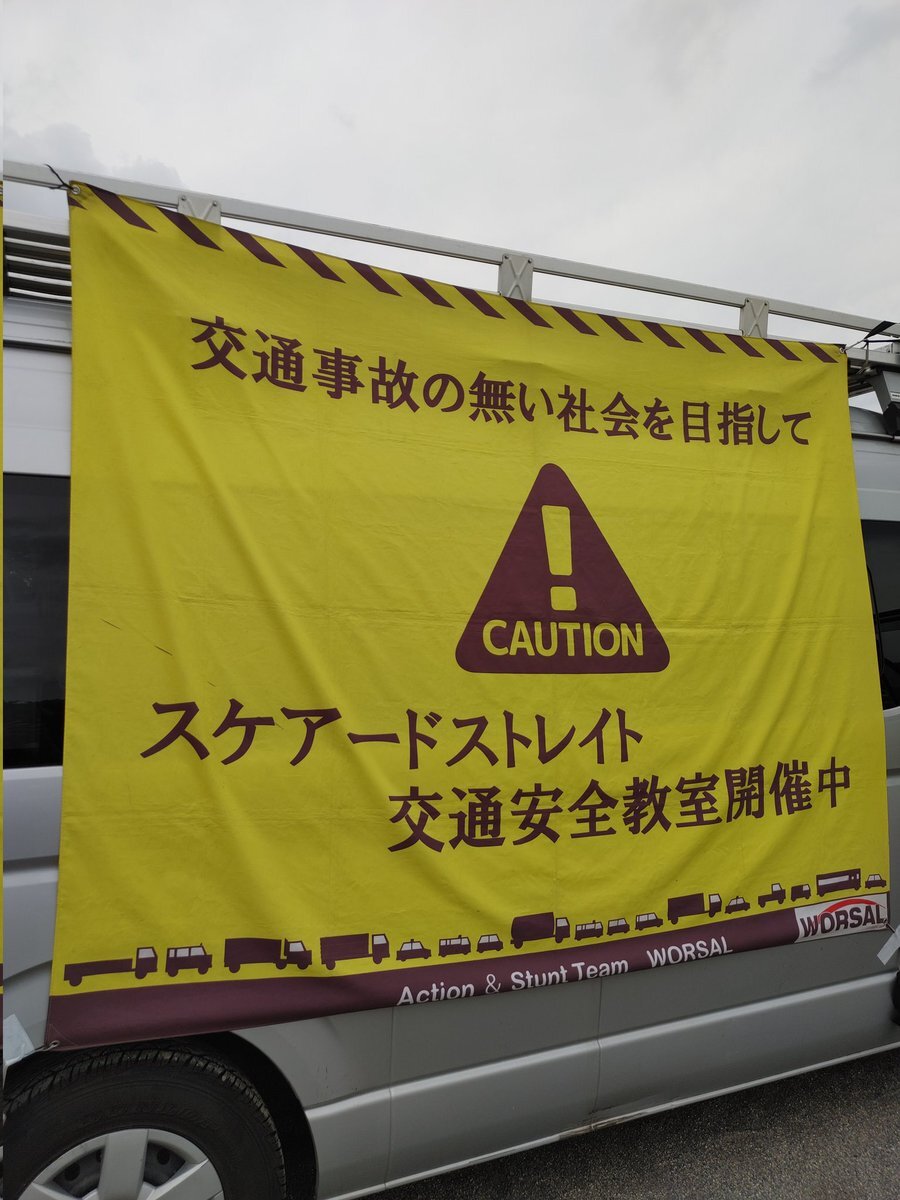 交通事故の無い社会を目指して
!
CAUTION
スケアードストレイト
交通安全教室開催中
Action & Stunt Team WORSAL
WORSAL